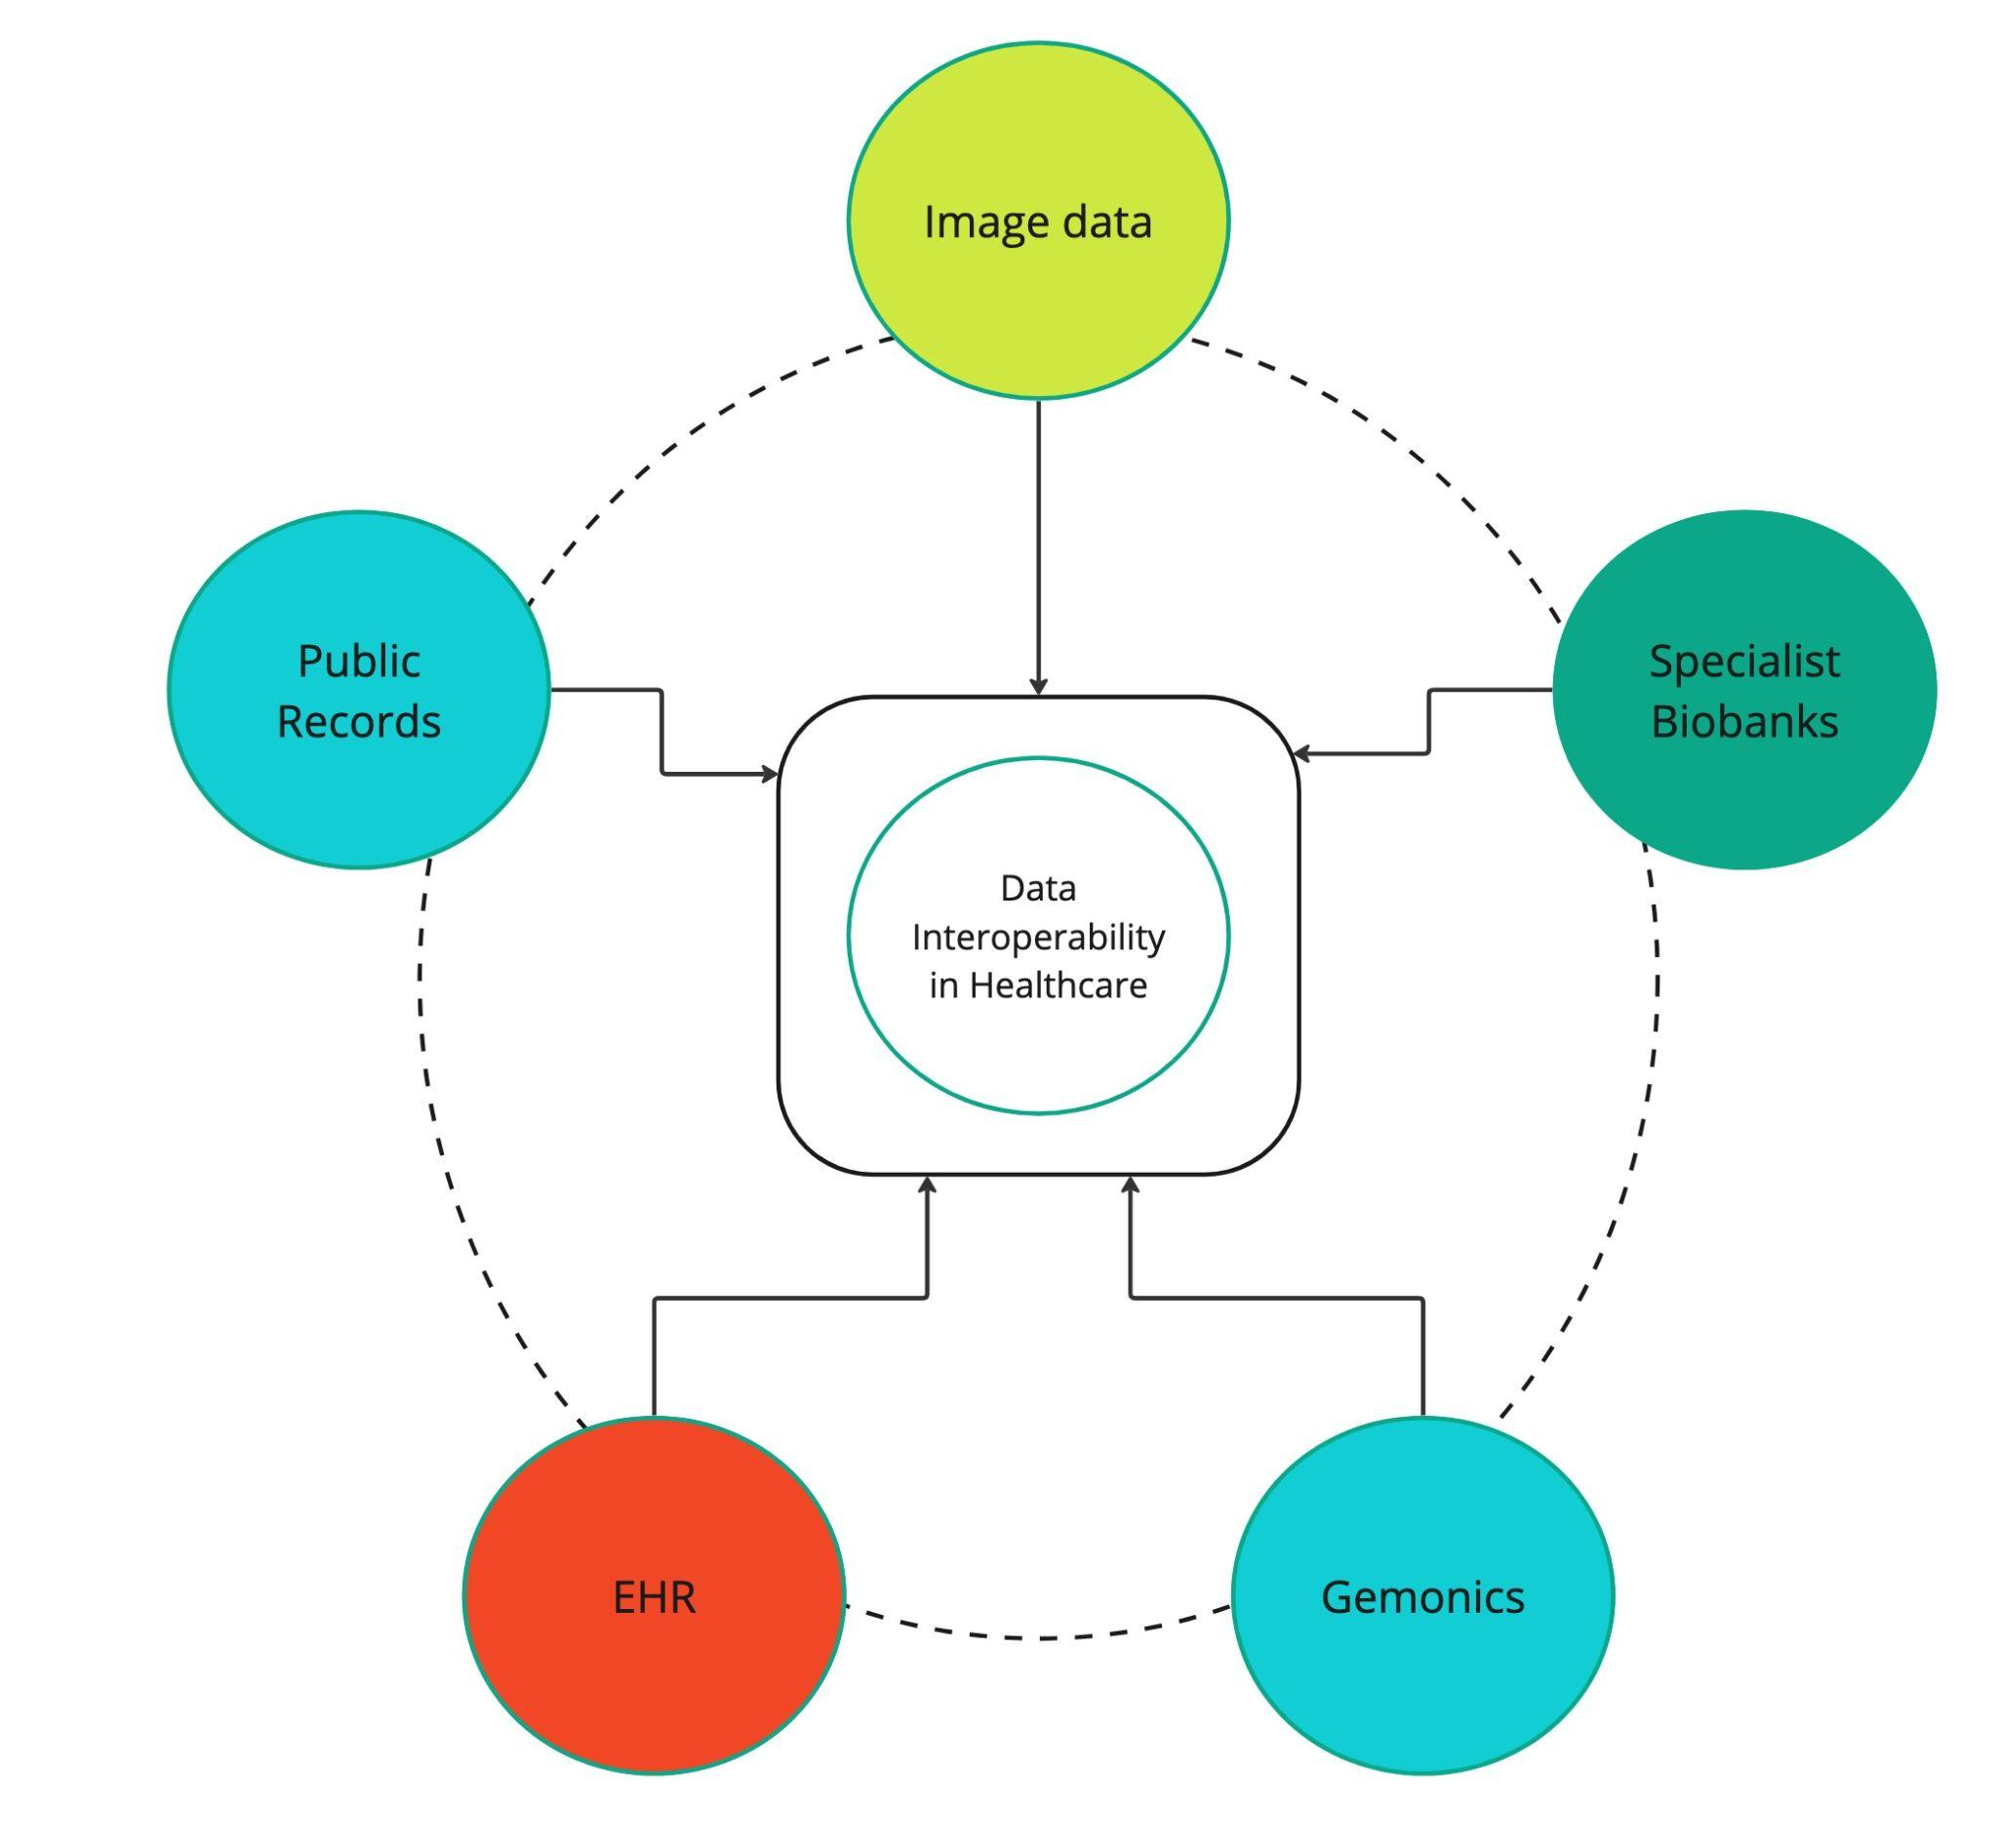 Image data
Public
Records
Specialist
Biobanks
Data
Interoperability
in Healthcare
EHR
Gemonics